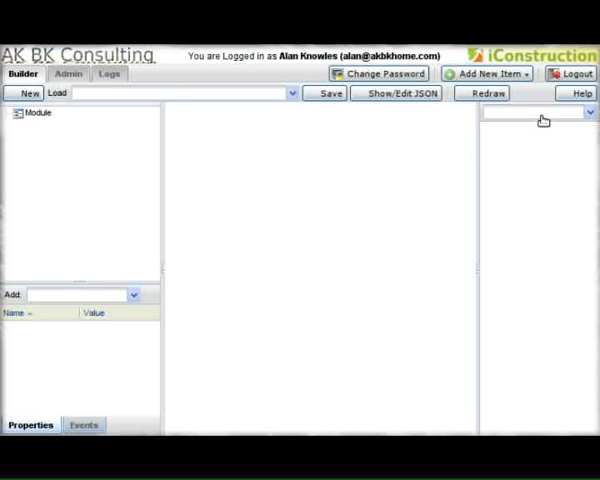 AK BK Consulting
You are Logged in as Alan Knowles (alan@akbkhome.com)
iConstruction
Builder Admin Logs
Change Password Add New Item Logout
New Load Save Show/Edit JSON Redraw Help
Module
Add:
Name Value
Properties Events